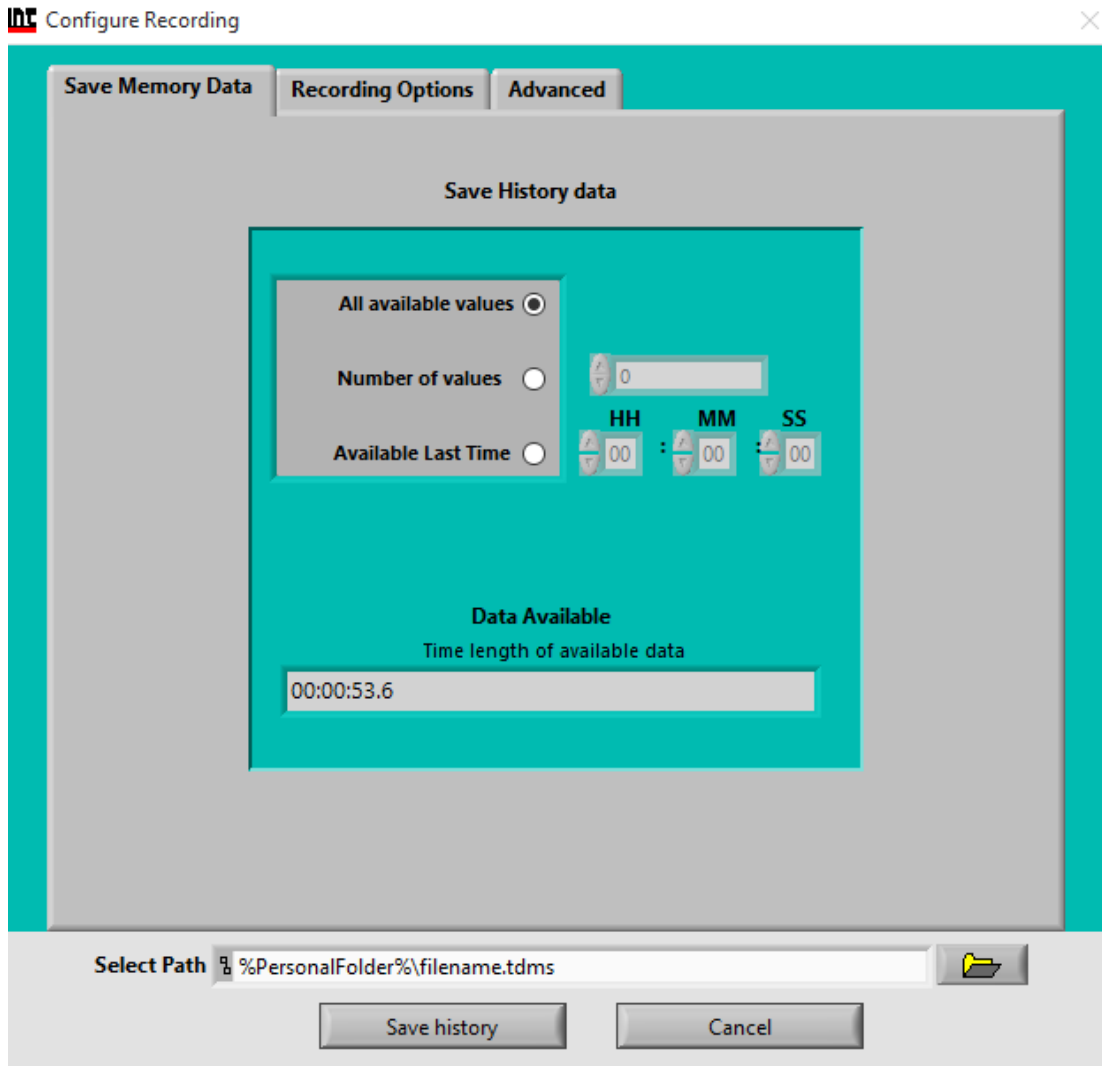 Configure Recording
Save Memory Data Recording Options Advanced
Save History data
All available values
Number of values 0
HH MM SS
Available Last Time 00 : 00 : 00
Data Available
Time length of available data
00:00:53.6
Select Path %PersonalFolder%\filename.tdms
Save history Cancel